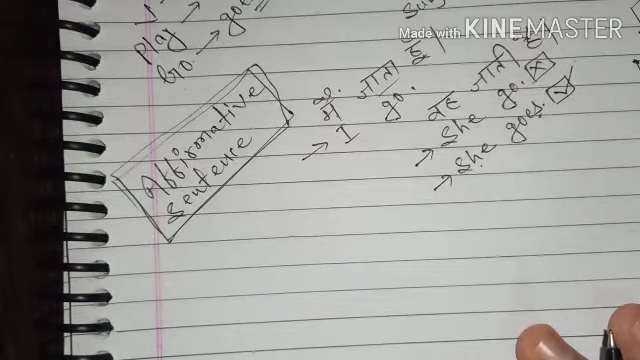 Made with KINEMASTER
Play →
Go → goes
Affirmative
Sentence
मैं जाता हूँ।
→ I go.
वह जाती है।
→ She go. ☒
→ She goes. ☑